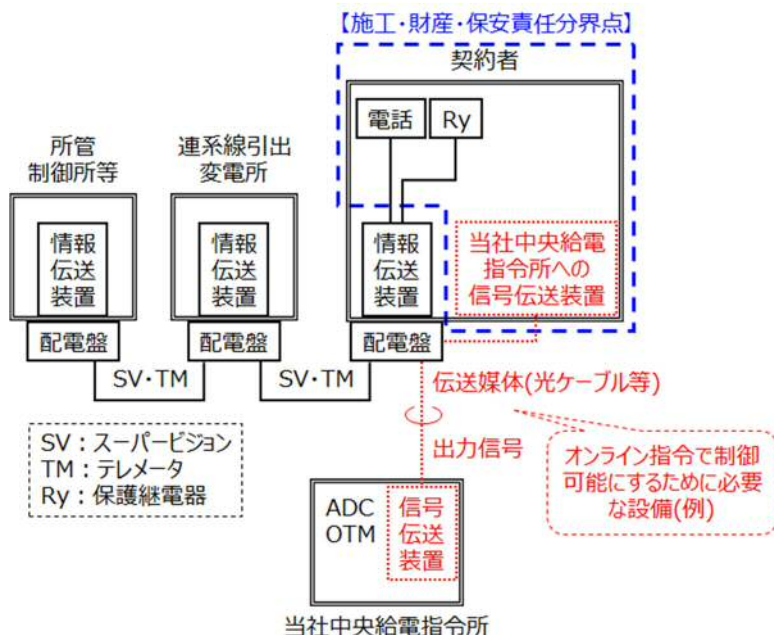 【施工・財産・保安責任分界点】
契約者
電話
Ry
所管
制御所等
連系線引出
変電所
情報
伝送
装置
情報
伝送
装置
情報
伝送
装置
当社中央給電
指令所への
信号伝送装置
配電盤
配電盤
配電盤
SV・TM
SV・TM
伝送媒体(光ケーブル等)
出力信号
SV：スーパービジョン
TM：テレメータ
Ry：保護継電器
オンライン指令で制御
可能にするために必要
な設備(例)
ADC
OTM
信号
伝送
装置
当社中央給電指令所